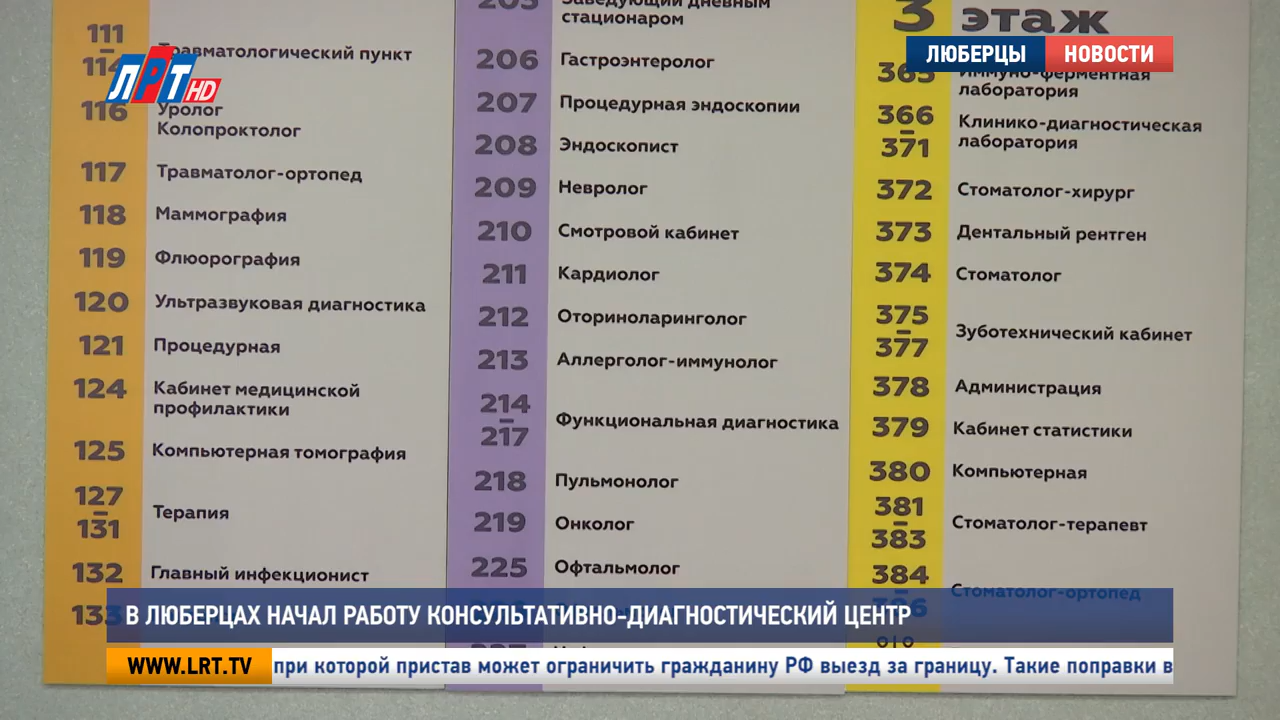 111
–
114
Травматологический пункт
116
Уролог
Колопроктолог
117
Травматолог-ортопед
118
Маммография
119
Флюорография
120
Ультразвуковая диагностика
121
Процедурная
124
Кабинет медицинской
профилактики
125
Компьютерная томография
127
–
131
Терапия
132
Главный инфекционист
205
Заведующий дневным
стационаром
206
Гастроэнтеролог
207
Процедурная эндоскопии
208
Эндоскопист
209
Невролог
210
Смотровой кабинет
211
Кардиолог
212
Оториноларинголог
213
Аллерголог-иммунолог
214
–
217
Функциональная диагностика
218
Пульмонолог
219
Онколог
225
Офтальмолог
3 этаж
365
Иммуно-ферментная
лаборатория
366
–
371
Клинико-диагностическая
лаборатория
372
Стоматолог-хирург
373
Дентальный рентген
374
Стоматолог
375
–
377
Зуботехнический кабинет
378
Администрация
379
Кабинет статистики
380
Компьютерная
381
–
383
Стоматолог-терапевт
384
Стоматолог-ортопед
ЛРТ HD
ЛЮБЕРЦЫ НОВОСТИ
В ЛЮБЕРЦАХ НАЧАЛ РАБОТУ КОНСУЛЬТАТИВНО-ДИАГНОСТИЧЕСКИЙ ЦЕНТР
WWW.LRT.TV при которой пристав может ограничить гражданину РФ выезд за границу. Такие поправки в